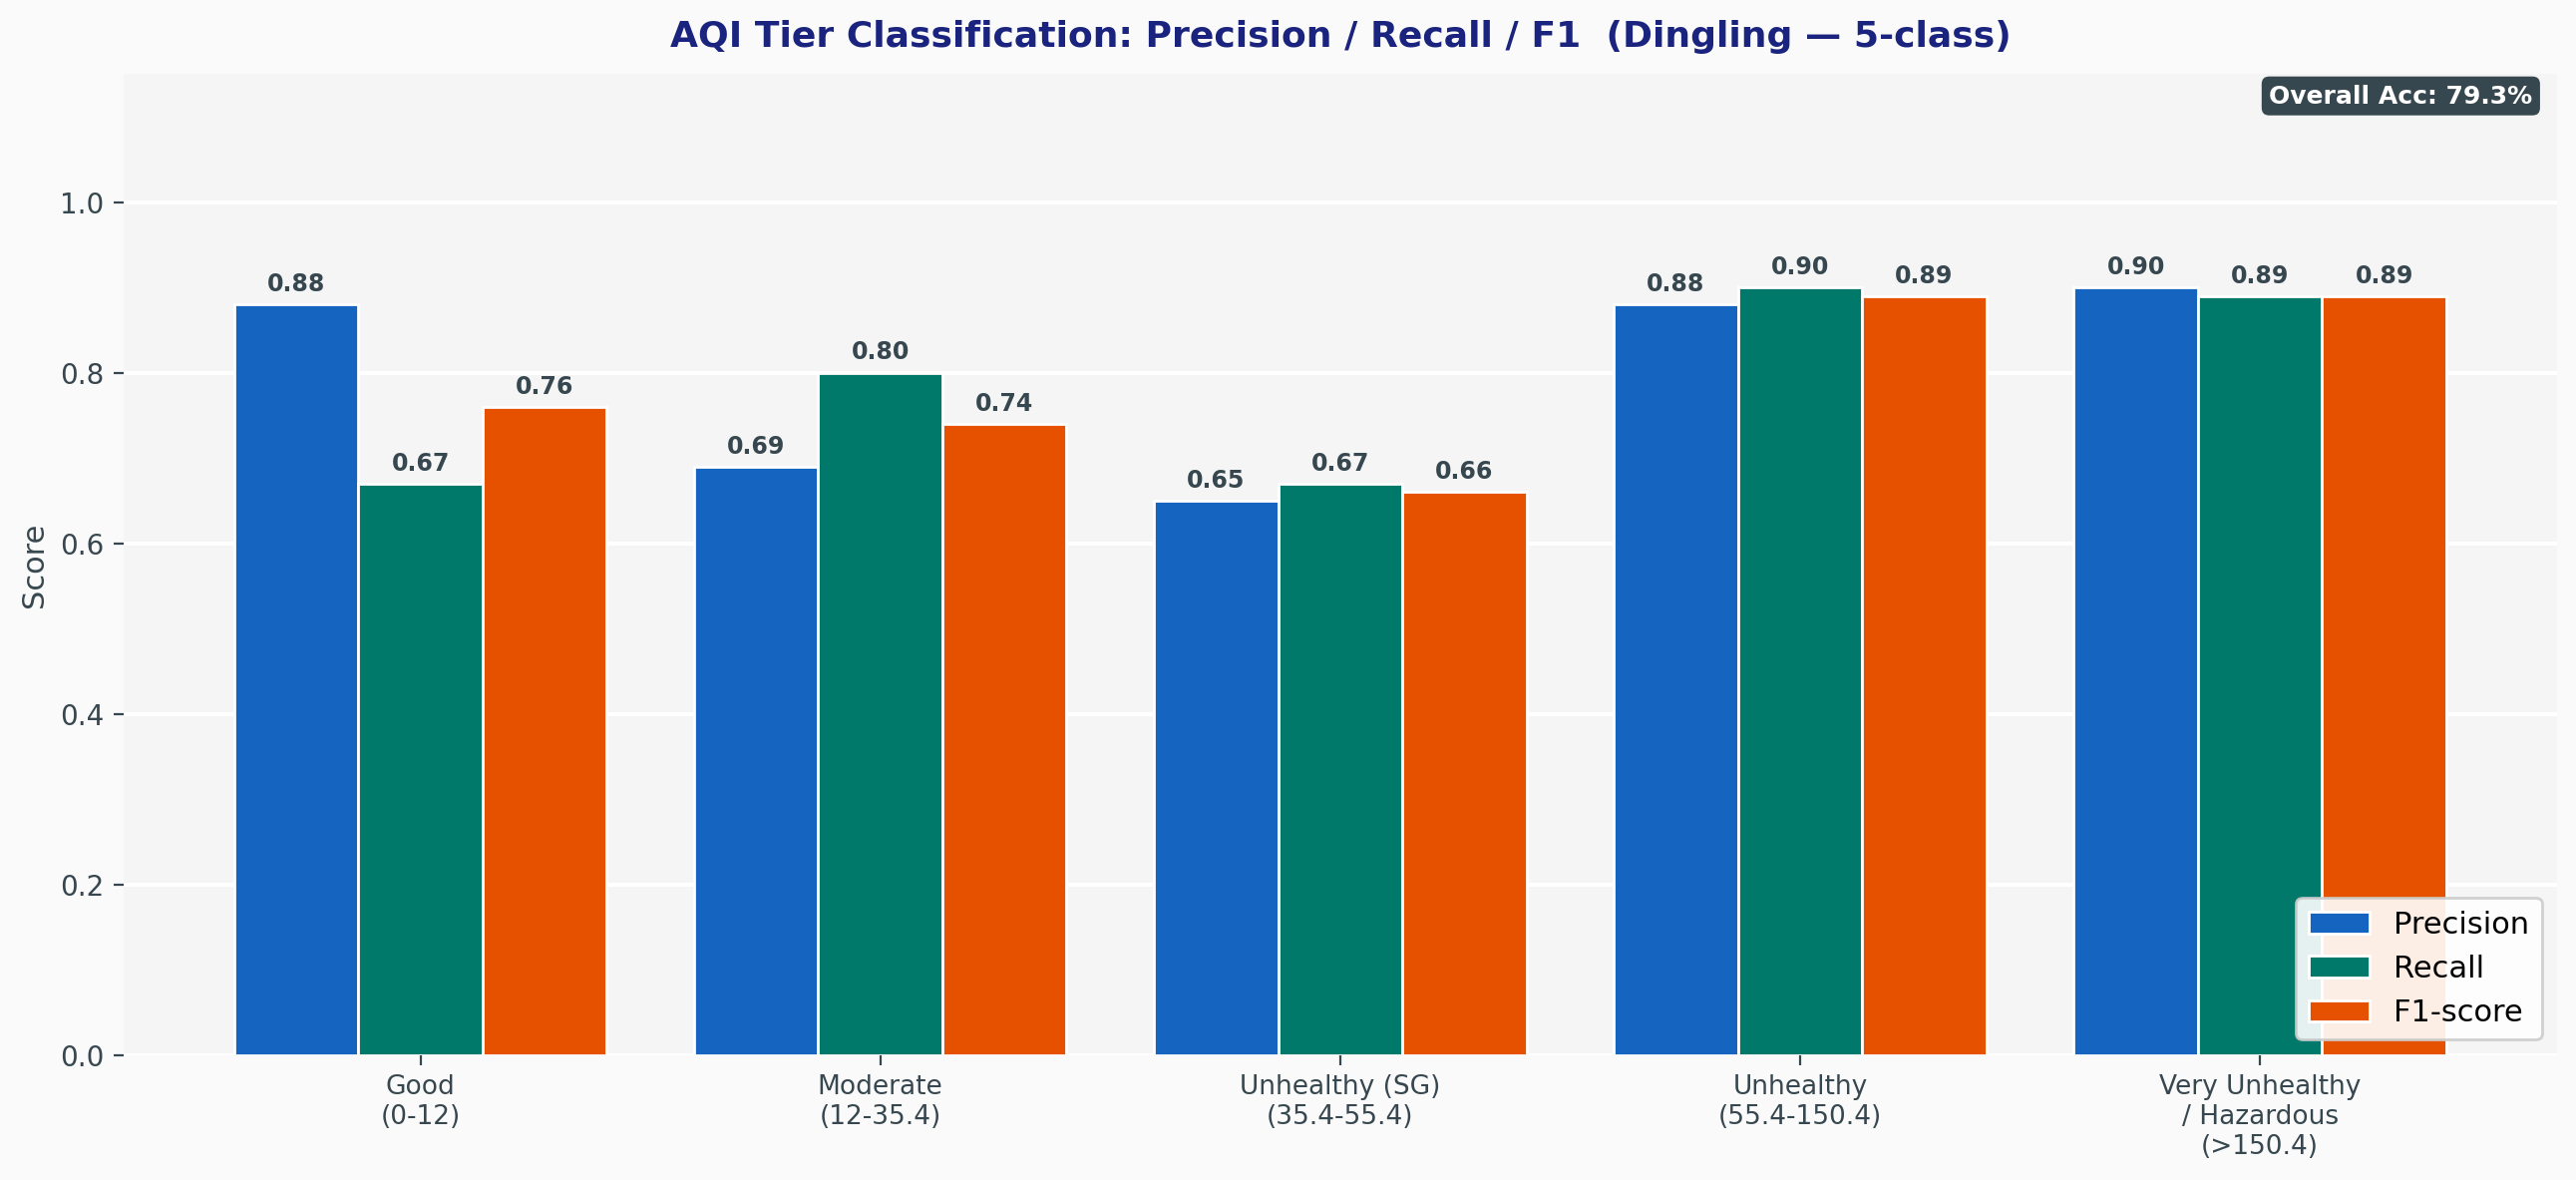 AQI Tier Classification: Precision / Recall / F1  (Dingling — 5-class)
Overall Acc: 79.3%
Score
1.0
0.8
0.6
0.4
0.2
0.0
0.88
0.67
0.76
0.69
0.80
0.74
0.65
0.67
0.66
0.88
0.90
0.89
0.90
0.89
0.89
Good
(0-12)
Moderate
(12-35.4)
Unhealthy (SG)
(35.4-55.4)
Unhealthy
(55.4-150.4)
Very Unhealthy
/ Hazardous
(>150.4)
Precision
Recall
F1-score